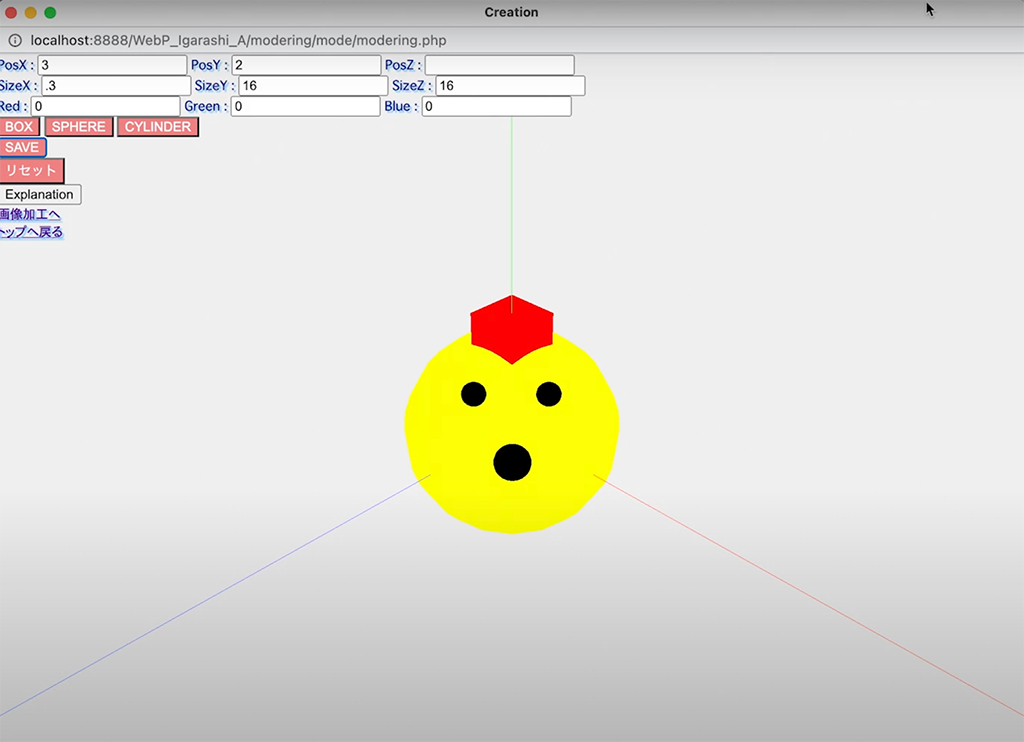 Creation
localhost:8888/WebP_Igarashi_A/modering/mode/modering.php
PosX : 3 PosY : 2 PosZ :
SizeX : .3 SizeY : 16 SizeZ : 16
Red : 0 Green : 0 Blue : 0
BOX SPHERE CYLINDER
SAVE
リセット
Explanation
画像加工へ
トップへ戻る